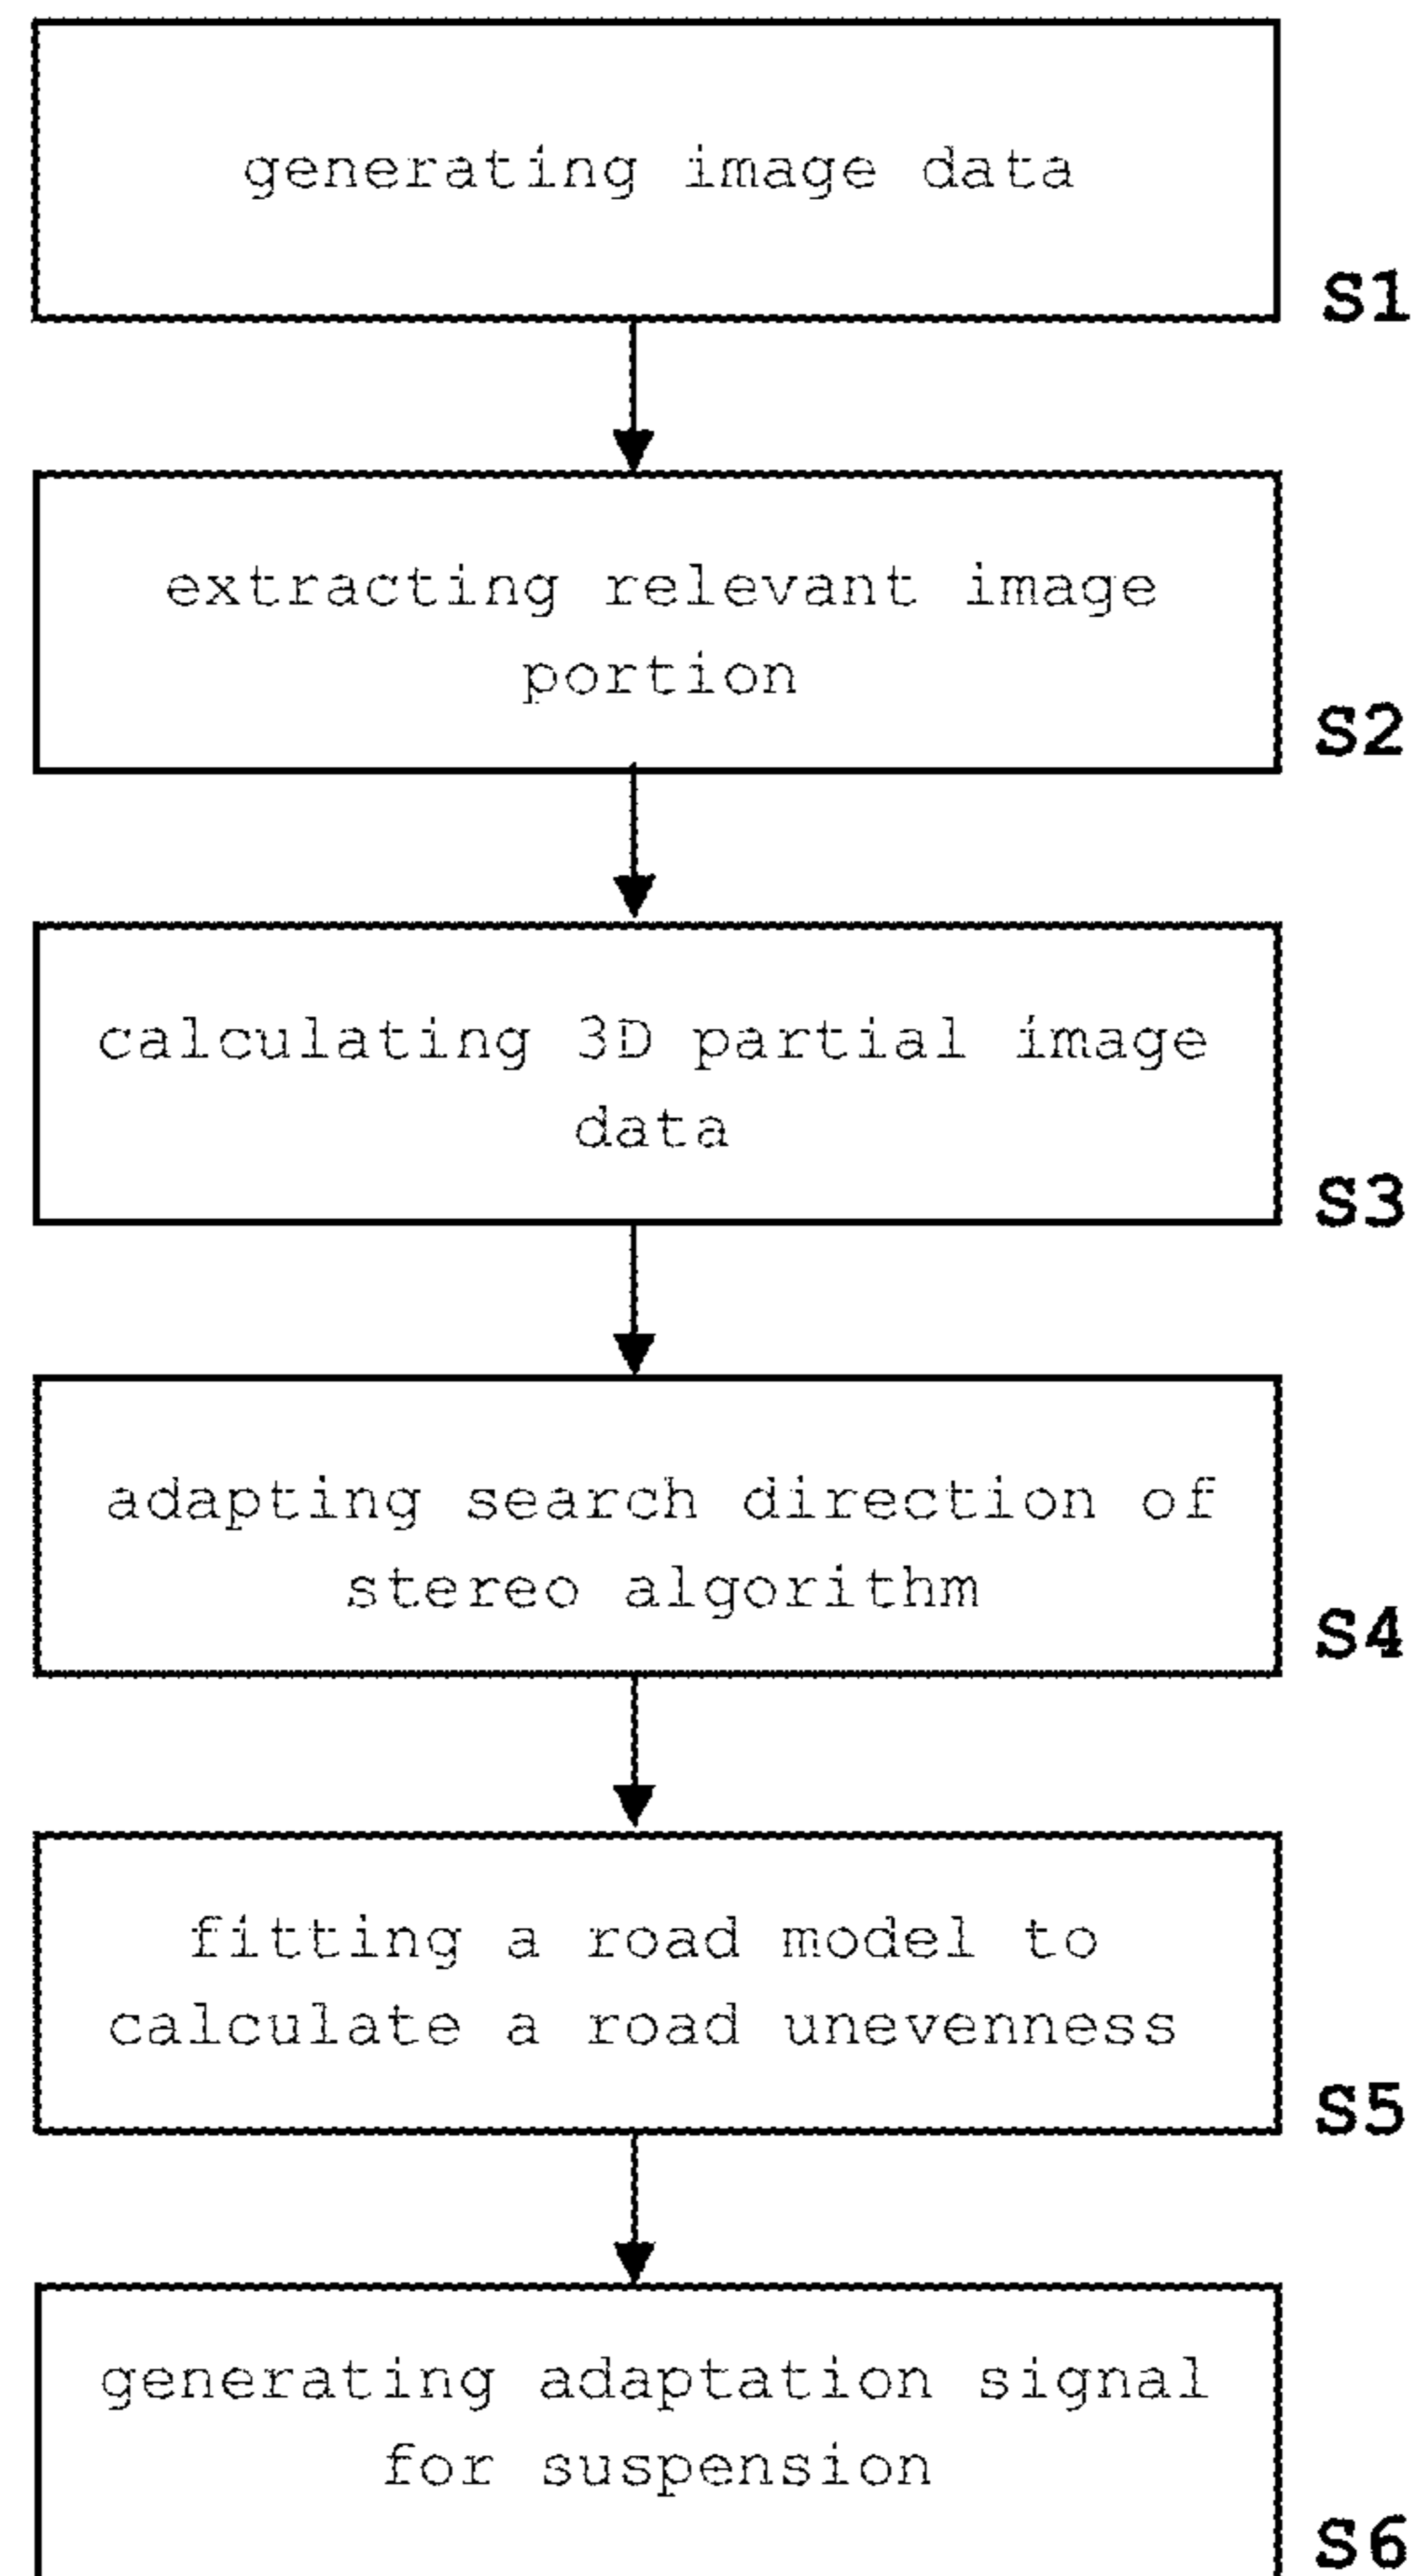 generating image data
S1
extracting relevant image
portion
S2
calculating 3D partial image
data
S3
adapting search direction of
stereo algorithm
S4
fitting a road model to
calculate a road unevenness
S5
generating adaptation signal
for suspension
S6